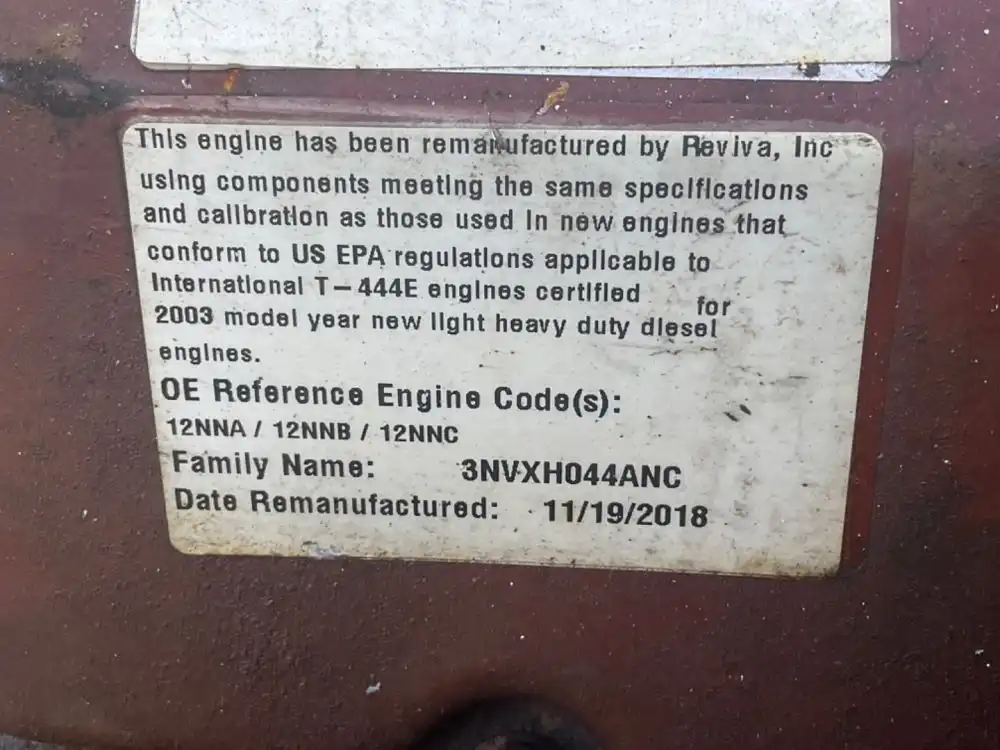 This engine has been remanufactured by Reviva, Inc
using components meeting the same specifications
and calibration as those used in new engines that
conform to US EPA regulations applicable to
International T-444E engines certified for
2003 model year new light heavy duty diesel
engines.
OE Reference Engine Code(s):
12NNA / 12NNB / 12NNC
Family Name: 3NVXH044ANC
Date Remanufactured: 11/19/2018